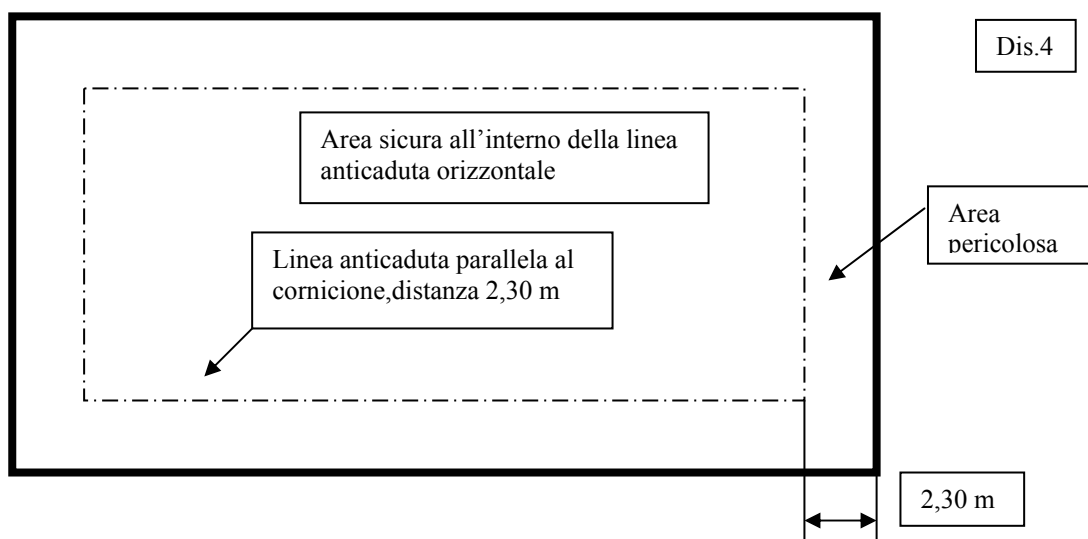 Dis.4
Area sicura all’interno della linea
anticaduta orizzontale
Area
pericolosa
Linea anticaduta parallela al
cornicione,distanza 2,30 m
2,30 m